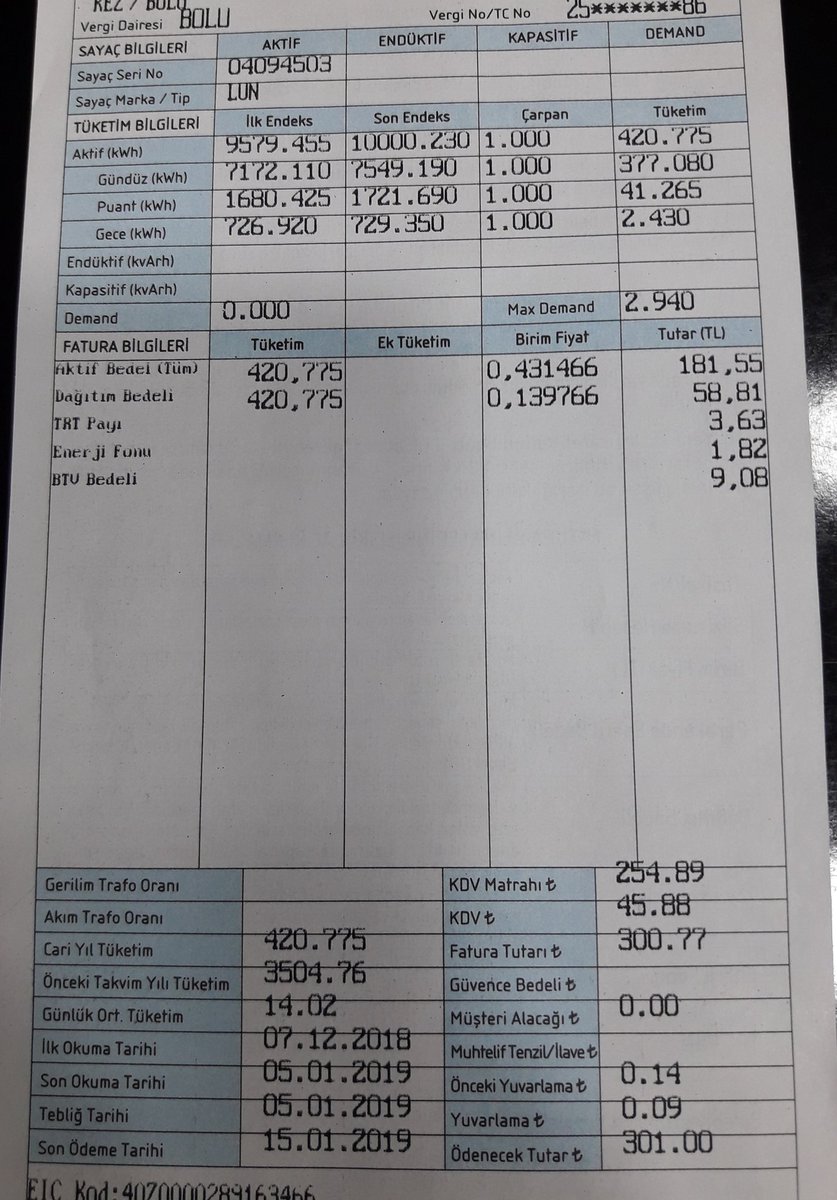 KEZ / BOLU
Vergi Dairesi BOLU Vergi No/TC No 25*******86
SAYAÇ BİLGİLERİ AKTİF ENDÜKTİF KAPASİTİF DEMAND
Sayaç Seri No 04094503
Sayaç Marka / Tip LUN
TÜKETİM BİLGİLERİ İlk Endeks Son Endeks Çarpan Tüketim
Aktif (kWh) 9579.455 10000.230 1.000 420.775
Gündüz (kWh) 7172.110 7549.190 1.000 377.080
Puant (kWh) 1680.425 1721.690 1.000 41.265
Gece (kWh) 726.920 729.350 1.000 2.430
Endüktif (kvArh)
Kapasitif (kvArh)
Demand 0.000 Max Demand 2.940
FATURA BİLGİLERİ Tüketim Ek Tüketim Birim Fiyat Tutar (TL)
Aktif Bedel (Tüm) 420,775 0,431466 181,55
Dağıtım Bedeli 420,775 0,139766 58,81
TRT Payı 3,63
Enerji Fonu 1,82
BTV Bedeli 9,08
Gerilim Trafo Oranı KDV Matrahı ₺ 254.89
Akım Trafo Oranı KDV ₺ 45.88
Cari Yıl Tüketim 420.775 Fatura Tutarı ₺ 300.77
Önceki Takvim Yılı Tüketim 3504.76 Güvence Bedeli ₺
Günlük Ort. Tüketim 14.02 Müşteri Alacağı ₺ 0.00
İlk Okuma Tarihi 07.12.2018 Muhtelif Tenzil/İlave ₺
Son Okuma Tarihi 05.01.2019 Önceki Yuvarlama ₺ 0.14
Tebliğ Tarihi 05.01.2019 Yuvarlama ₺ 0.09
Son Ödeme Tarihi 15.01.2019 Ödenecek Tutar ₺ 301.00
EIC Kod:4070000289163466